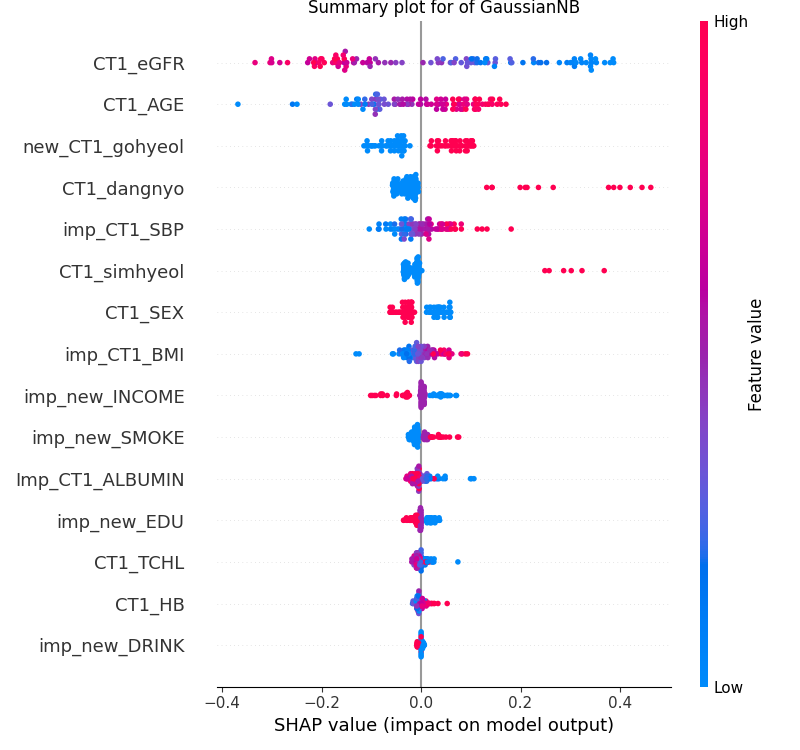 Summary plot for of GaussianNB
High
CT1_eGFR
CT1_AGE
new_CT1_gohyeol
CT1_dangnyo
imp_CT1_SBP
CT1_simhyeol
CT1_SEX
imp_CT1_BMI
imp_new_INCOME
imp_new_SMOKE
Imp_CT1_ALBUMIN
imp_new_EDU
CT1_TCHL
CT1_HB
imp_new_DRINK
Feature value
Low
−0.4 −0.2 0.0 0.2 0.4
SHAP value (impact on model output)